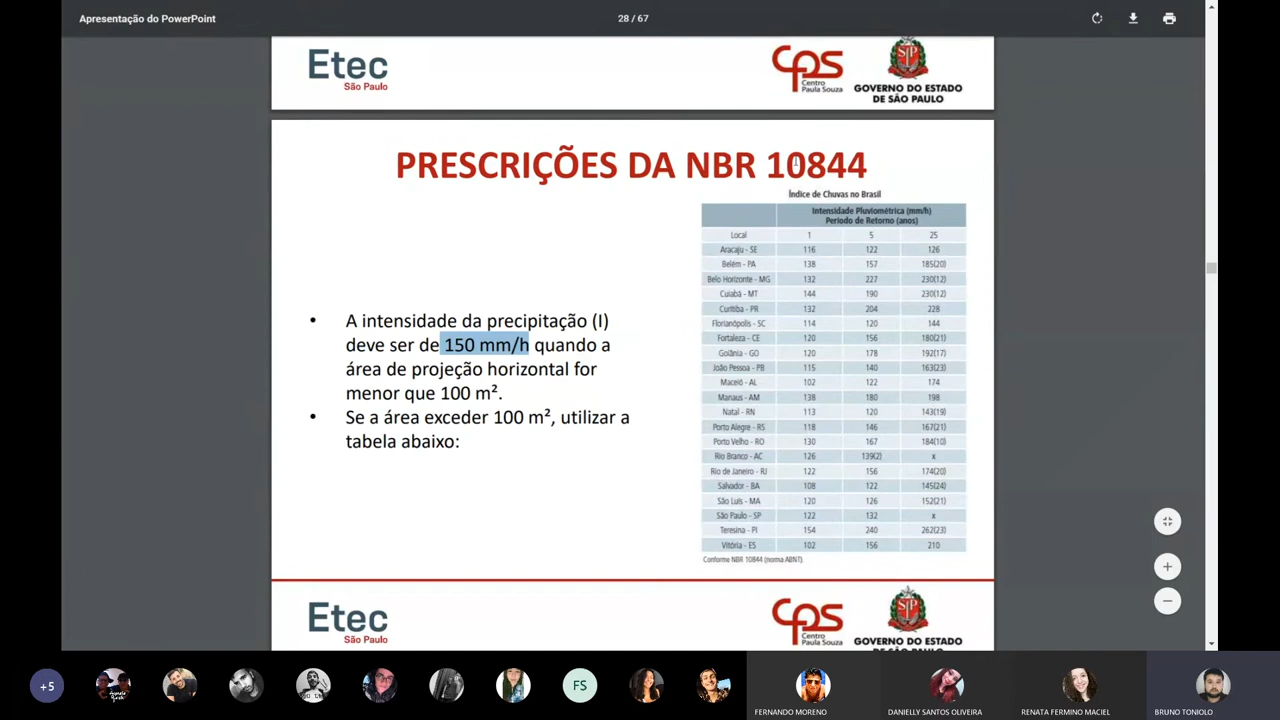 Apresentação do PowerPoint
28 / 67
Etec
São Paulo
cps
Centro
Paula Souza
GOVERNO DO ESTADO
DE SÃO PAULO
PRESCRIÇÕES DA NBR 10844
Índice de Chuvas no Brasil
Intensidade Pluviométrica (mm/h)
Período de Retorno (anos)
Local 1 5 25
Aracaju - SE 116 122 126
Belém - PA 138 157 185(20)
Belo Horizonte - MG 132 227 230(12)
Cuiabá - MT 144 190 230(12)
Curitiba - PR 132 204 228
Florianópolis - SC 114 120 144
Fortaleza - CE 120 156 180(21)
Goiânia - GO 120 178 192(17)
João Pessoa - PB 115 140 163(23)
Maceió - AL 102 122 174
Manaus - AM 138 180 198
Natal - RN 113 120 143(19)
Porto Alegre - RS 118 146 167(21)
Porto Velho - RO 130 167 184(10)
Rio Branco - AC 126 139(2) x
Rio de Janeiro - RJ 122 156 174(20)
Salvador - BA 108 122 145(24)
São Luis - MA 120 126 152(21)
São Paulo - SP 122 132 x
Teresina - PI 154 240 262(23)
Vitória - ES 102 156 210
Conforme NBR 10844 (norma ABNT).
• A intensidade da precipitação (I)
deve ser de 150 mm/h quando a
área de projeção horizontal for
menor que 100 m².
• Se a área exceder 100 m², utilizar a
tabela abaixo:
Etec
São Paulo
cps
Centro
Paula Souza
GOVERNO DO ESTADO
DE SÃO PAULO
+5
FS
FERNANDO MORENO
DANIELLY SANTOS OLIVEIRA
RENATA FERMINO MACIEL
BRUNO TONIOLO